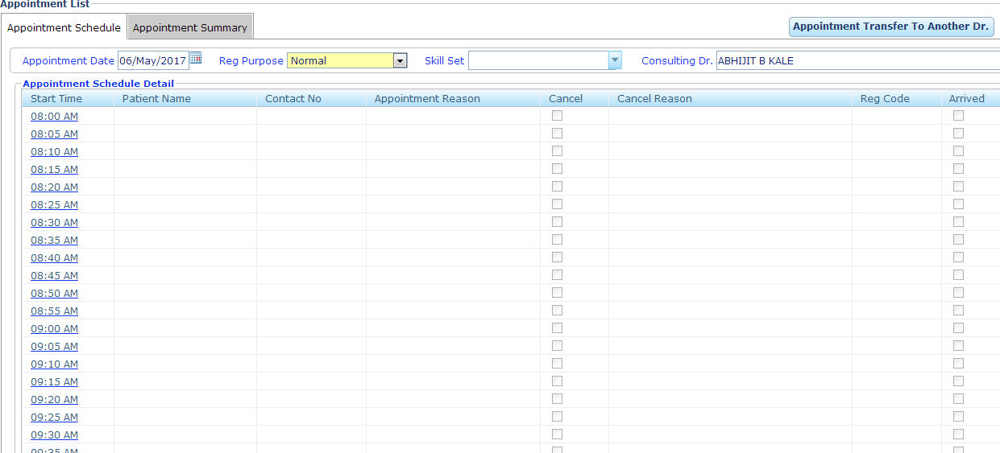 Appointment List
Appointment Schedule Appointment Summary Appointment Transfer To Another Dr.
Appointment Date 06/May/2017 Reg Purpose Normal Skill Set Consulting Dr. ABHIJIT B KALE
Appointment Schedule Detail
Start Time Patient Name Contact No Appointment Reason Cancel Cancel Reason Reg Code Arrived
08:00 AM
08:05 AM
08:10 AM
08:15 AM
08:20 AM
08:25 AM
08:30 AM
08:35 AM
08:40 AM
08:45 AM
08:50 AM
08:55 AM
09:00 AM
09:05 AM
09:10 AM
09:15 AM
09:20 AM
09:25 AM
09:30 AM
09:35 AM